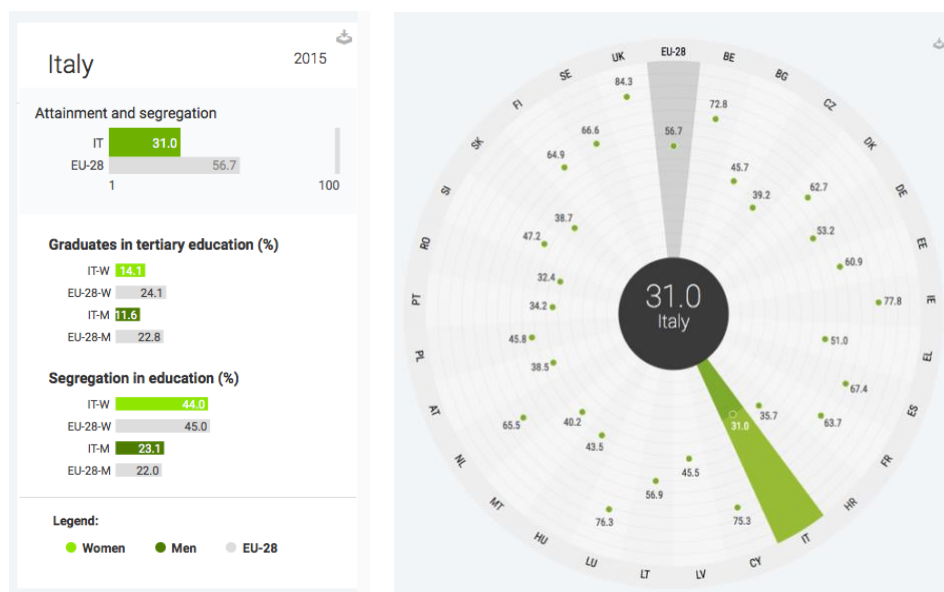 Italy
2015
Attainment and segregation
IT 31.0
EU-28 56.7
1 100
Graduates in tertiary education (%)
IT-W 14.1
EU-28-W 24.1
IT-M 11.6
EU-28-M 22.8
Segregation in education (%)
IT-W 44.0
EU-28-W 45.0
IT-M 23.1
EU-28-M 22.0
Legend:
Women Men EU-28
EU-28
56.7
BE
72.8
BG
45.7
CZ
39.2
DK
62.7
DE
53.2
EE
60.9
IE
77.8
EL
51.0
ES
67.4
FR
63.7
HR
35.7
IT
31.0
CY
75.3
LV
45.5
LT
56.9
LU
76.3
HU
43.5
MT
40.2
NL
65.5
AT
38.5
PL
45.8
PT
34.2
RO
32.4
SI
47.2
SK
38.7
FI
64.9
SE
66.6
UK
84.3
31.0
Italy